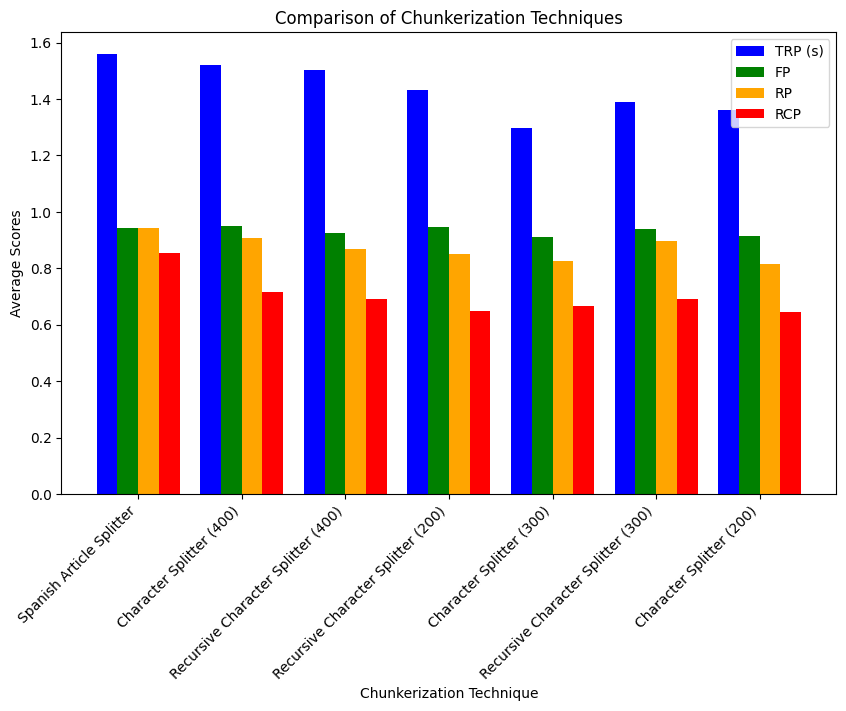 Comparison of Chunkerization Techniques
TRP (s)
FP
RP
RCP
Average Scores
1.6
1.4
1.2
1.0
0.8
0.6
0.4
0.2
0.0
Spanish Article Splitter
Character Splitter (400)
Recursive Character Splitter (400)
Recursive Character Splitter (200)
Character Splitter (300)
Recursive Character Splitter (300)
Character Splitter (200)
Chunkerization Technique